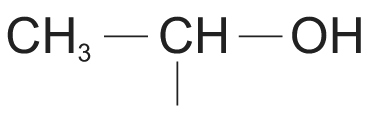 CH₃ — CH — OH